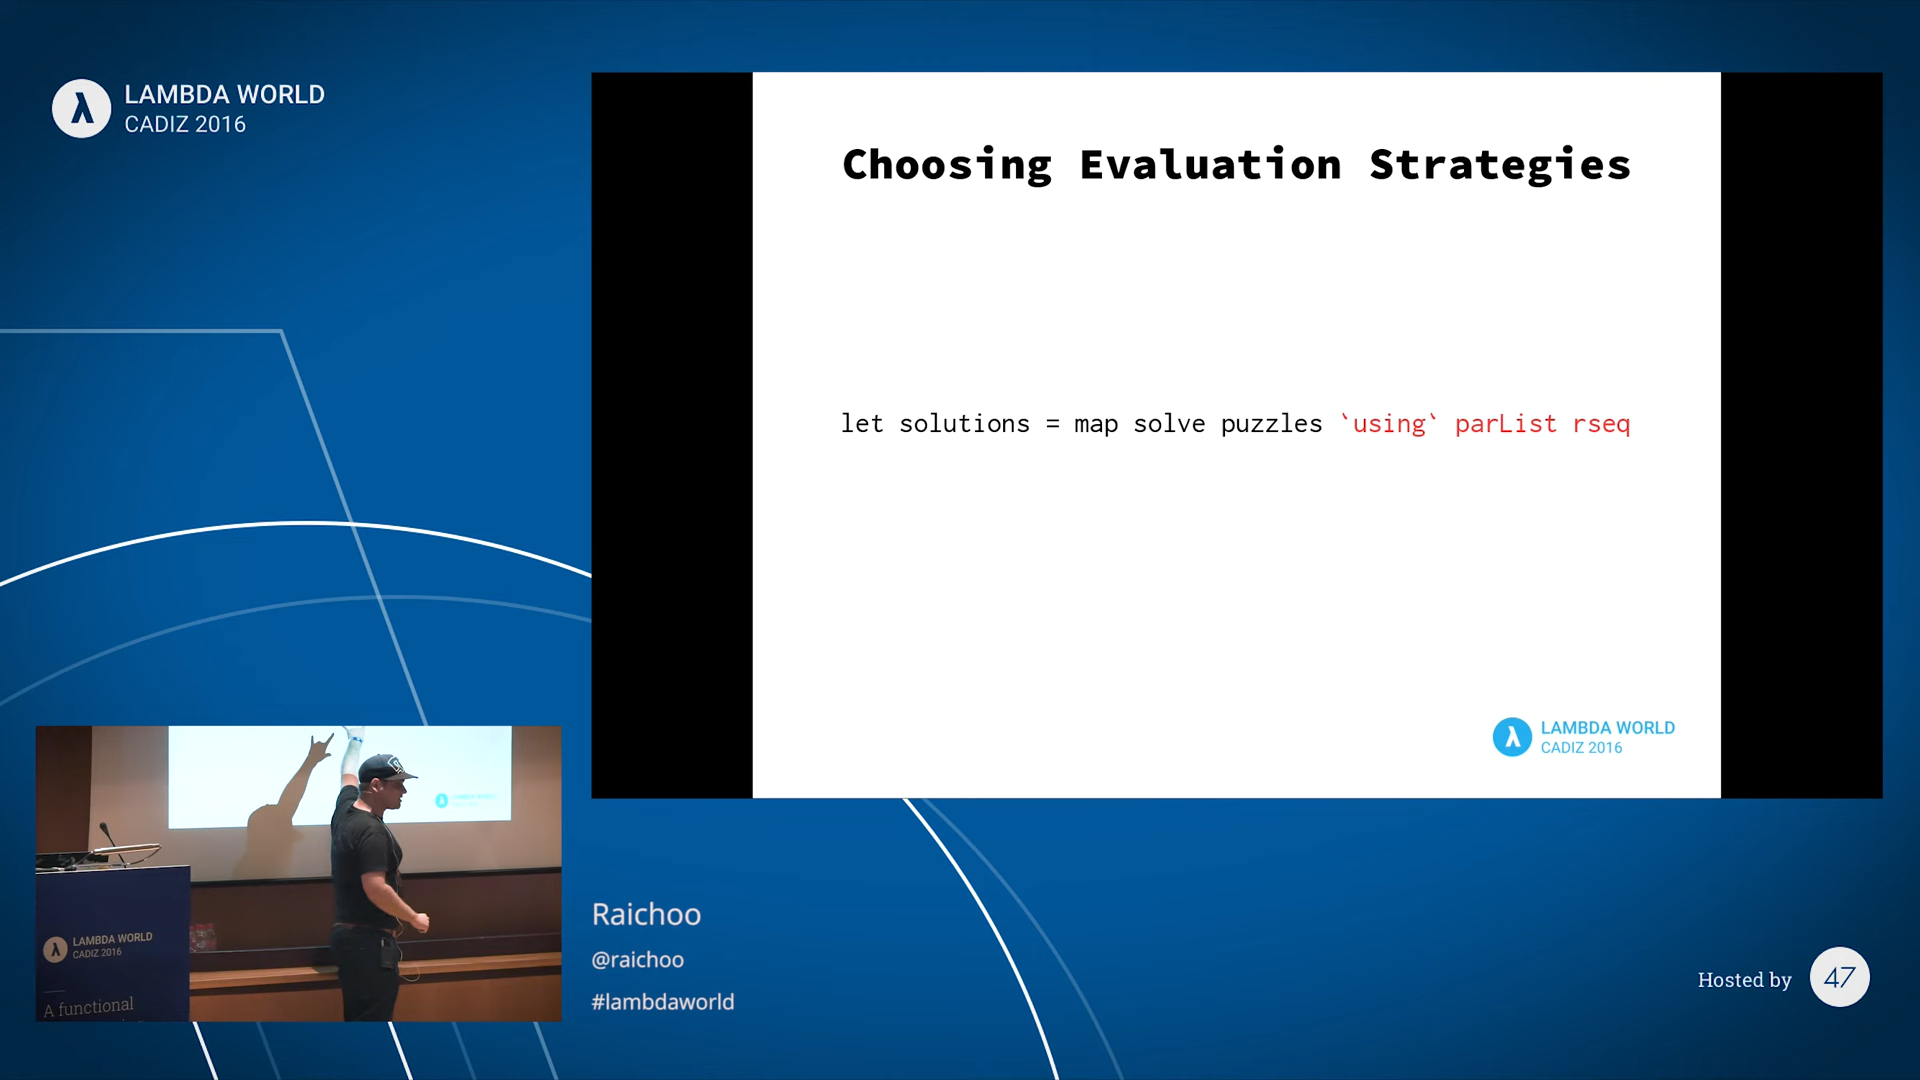 LAMBDA WORLD
CADIZ 2016
Choosing Evaluation Strategies
let solutions = map solve puzzles `using` parList rseq
LAMBDA WORLD
CADIZ 2016
LAMBDA WORLD
CADIZ 2016
A functional
Raichoo
@raichoo
#lambdaworld
Hosted by 47